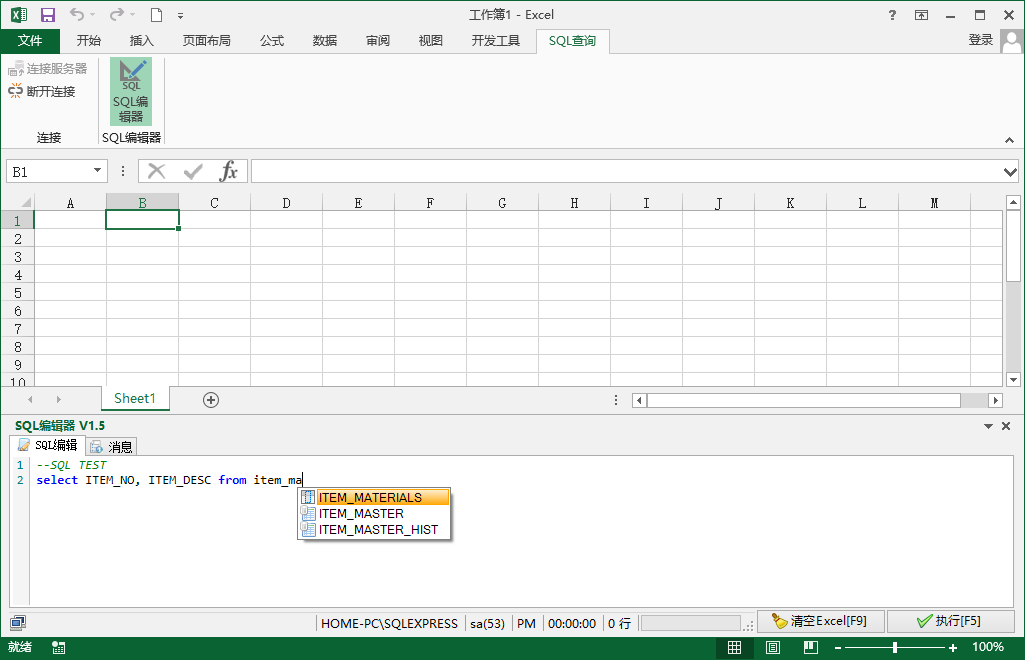 工作簿1 - Excel
?
文件 开始 插入 页面布局 公式 数据 审阅 视图 开发工具 SQL查询 登录
连接服务器
断开连接
连接
SQL
SQL编
辑器
SQL编辑器
B1 fx
A B C D E F G H I J K L M
1
2
3
4
5
6
7
8
9
10
Sheet1
SQL编辑器 V1.5
SQL编辑 消息
1 --SQL TEST
2 select ITEM_NO, ITEM_DESC from item_ma
ITEM_MATERIALS
ITEM_MASTER
ITEM_MASTER_HIST
HOME-PC\SQLEXPRESS sa(53) PM 00:00:00 0 行 清空Excel[F9] 执行[F5]
就绪 100%